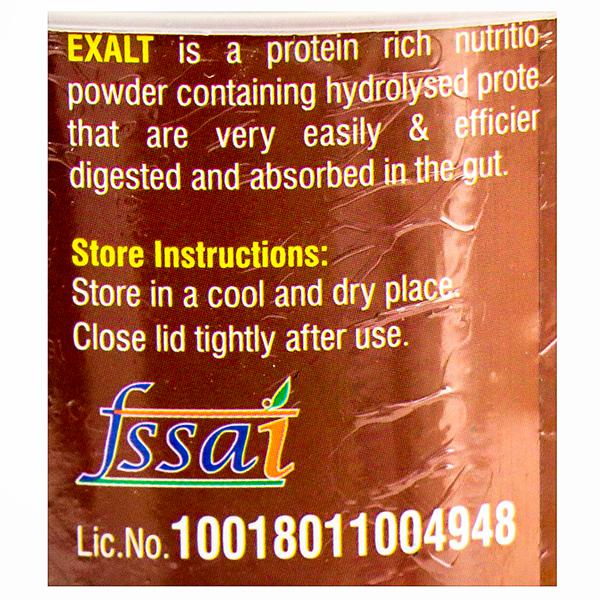 EXALT is a protein rich nutritio
powder containing hydrolysed prote
that are very easily & efficier
digested and absorbed in the gut.
Store Instructions:
Store in a cool and dry place.
Close lid tightly after use.
fssai
Lic.No.10018011004948